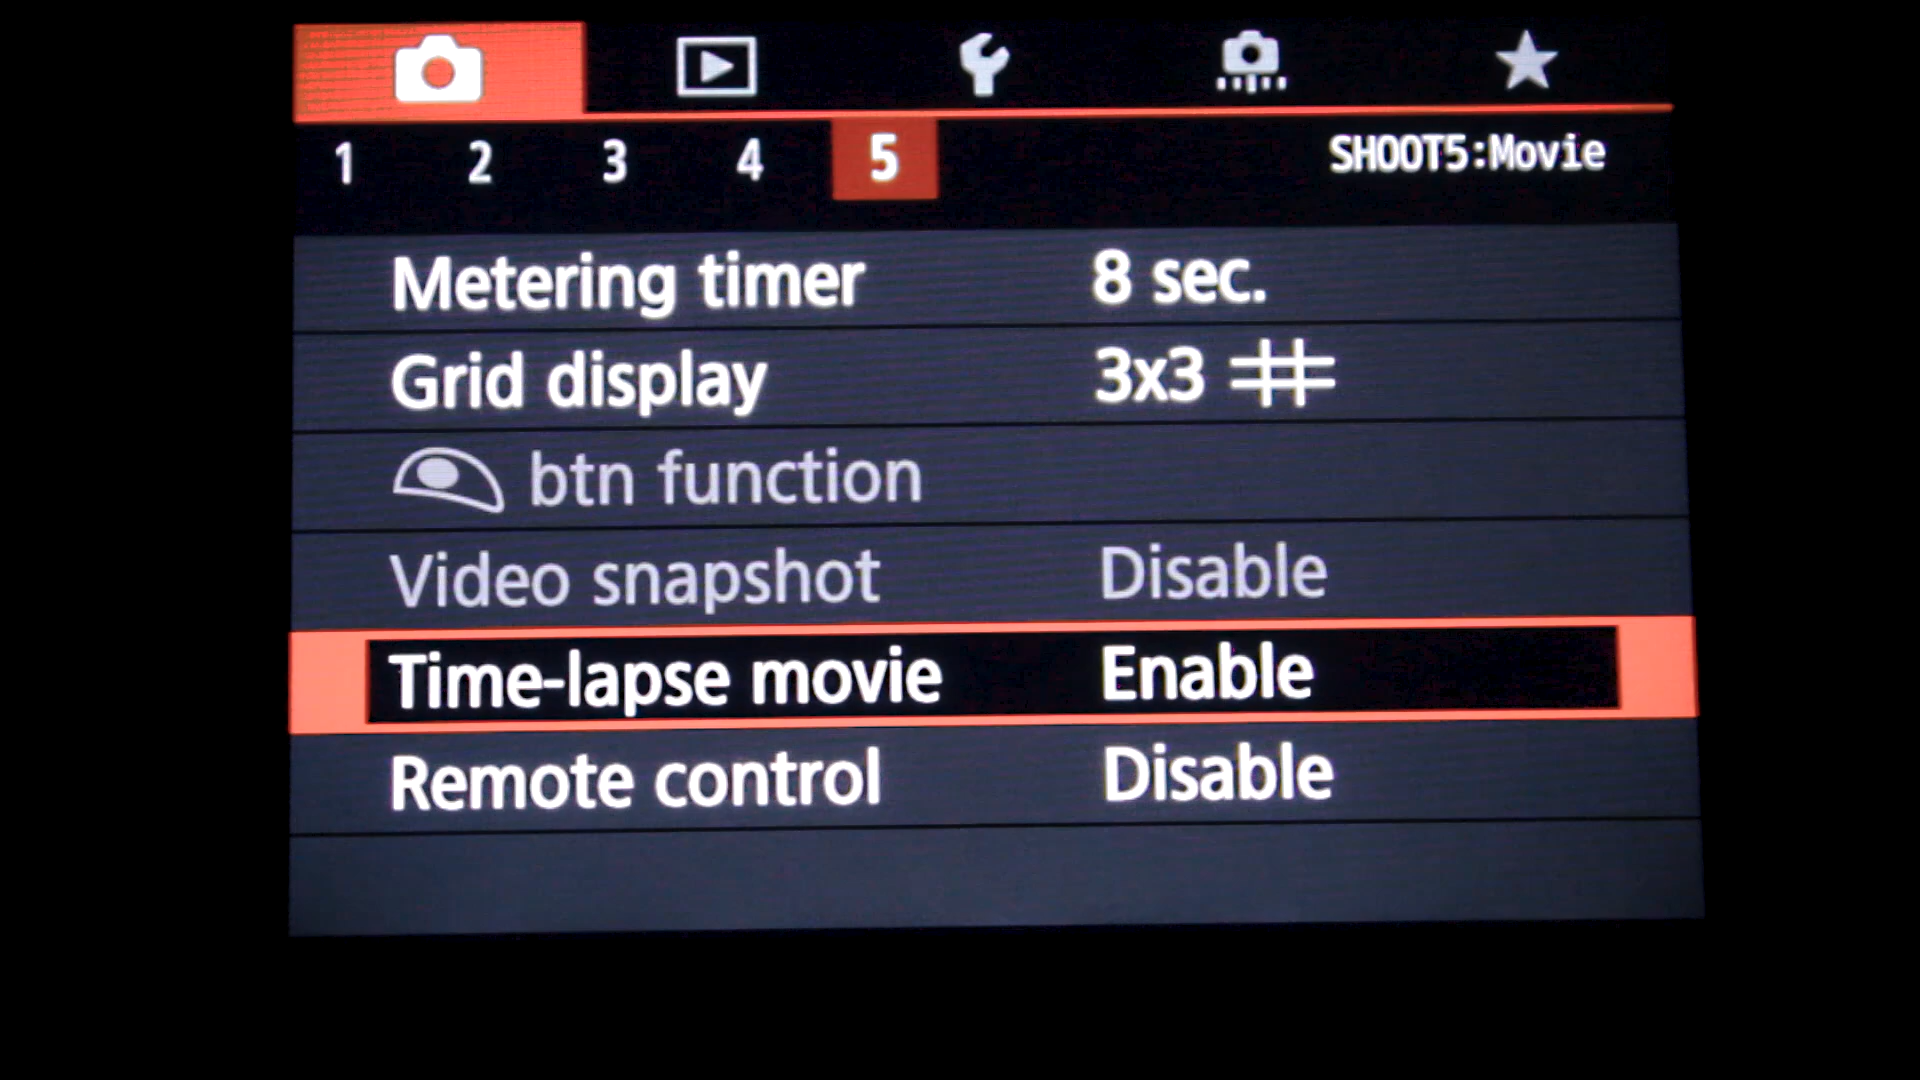 1 2 3 4 5 SHOOT5:Movie
Metering timer 8 sec.
Grid display 3x3
btn function
Video snapshot Disable
Time-lapse movie Enable
Remote control Disable